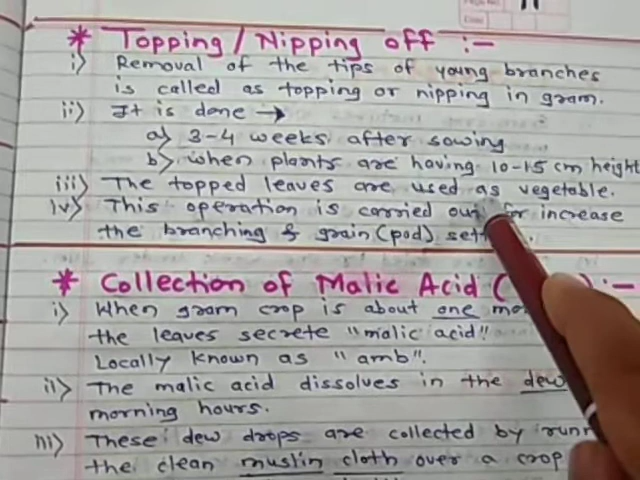 * Topping/Nipping off :-
i) Removal of the tips of young branches
is called as topping or nipping in gram.
ii) It is done →
a) 3-4 weeks after sowing
b) when plants are having 10-15 cm height
iii) The topped leaves are used as vegetable.
iv) This operation is carried out for increase
the branching & grain (pod)
* Collection of Malic Acid ( ) :-
i) When gram crop is about one
the leaves secrete "malic acid".
Locally known as "amb".
ii) The malic acid dissolves in the dew
morning hours.
iii) These dew drops are collected by
the clean muslin cloth over a crop